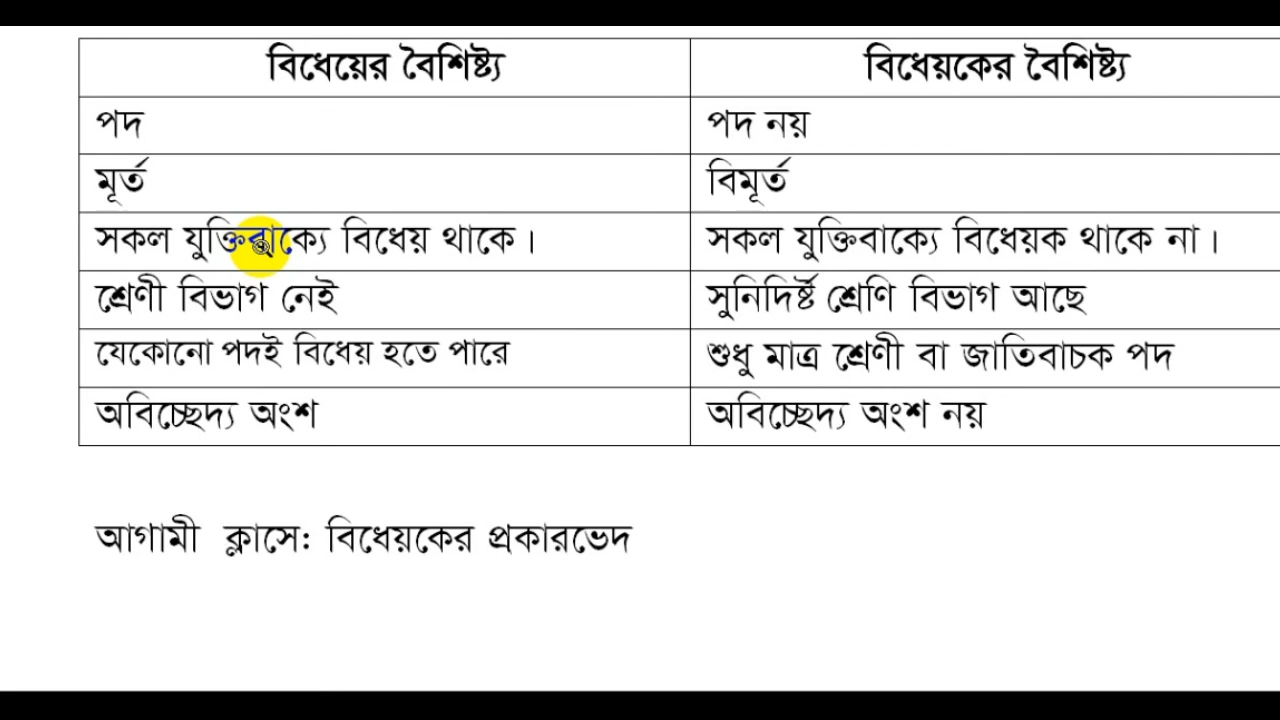 বিধেয়ের বৈশিষ্ট্য বিধেয়কের বৈশিষ্ট্য
পদ পদ নয়
মূর্ত বিমূর্ত
সকল যুক্তিবাক্যে বিধেয় থাকে। সকল যুক্তিবাক্যে বিধেয়ক থাকে না।
শ্রেণী বিভাগ নেই সুনিদির্ষ্ট শ্রেণি বিভাগ আছে
যেকোনো পদই বিধেয় হতে পারে শুধু মাত্র শ্রেণী বা জাতিবাচক পদ
অবিচ্ছেদ্য অংশ অবিচ্ছেদ্য অংশ নয়
আগামী ক্লাসে: বিধেয়কের প্রকারভেদ